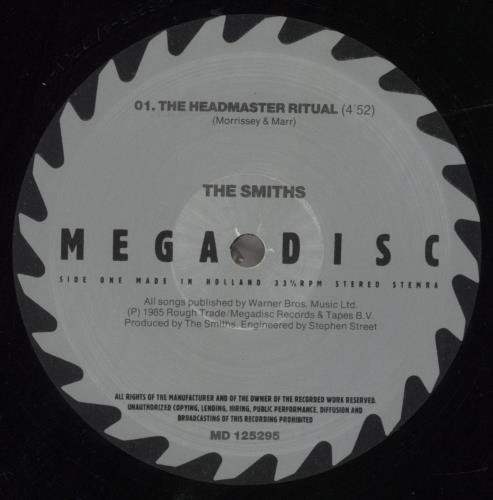 01. THE HEADMASTER RITUAL (4'52)
(Morrissey & Marr)
THE SMITHS
MEGADISC
SIDE ONE MADE IN HOLLAND 33⅓RPM STEREO STEMRA
All songs published by Warner Bros. Music Ltd.
(P) 1985 Rough Trade/Megadisc Records & Tapes B.V.
Produced by The Smiths. Engineered by Stephen Street
ALL RIGHTS OF THE MANUFACTURER AND OF THE OWNER OF THE RECORDED WORK RESERVED.
UNAUTHORIZED COPYING, LENDING, HIRING, PUBLIC PERFORMANCE, DIFFUSION AND
BROADCASTING OF THIS RECORDING PROHIBITED
MD 125295